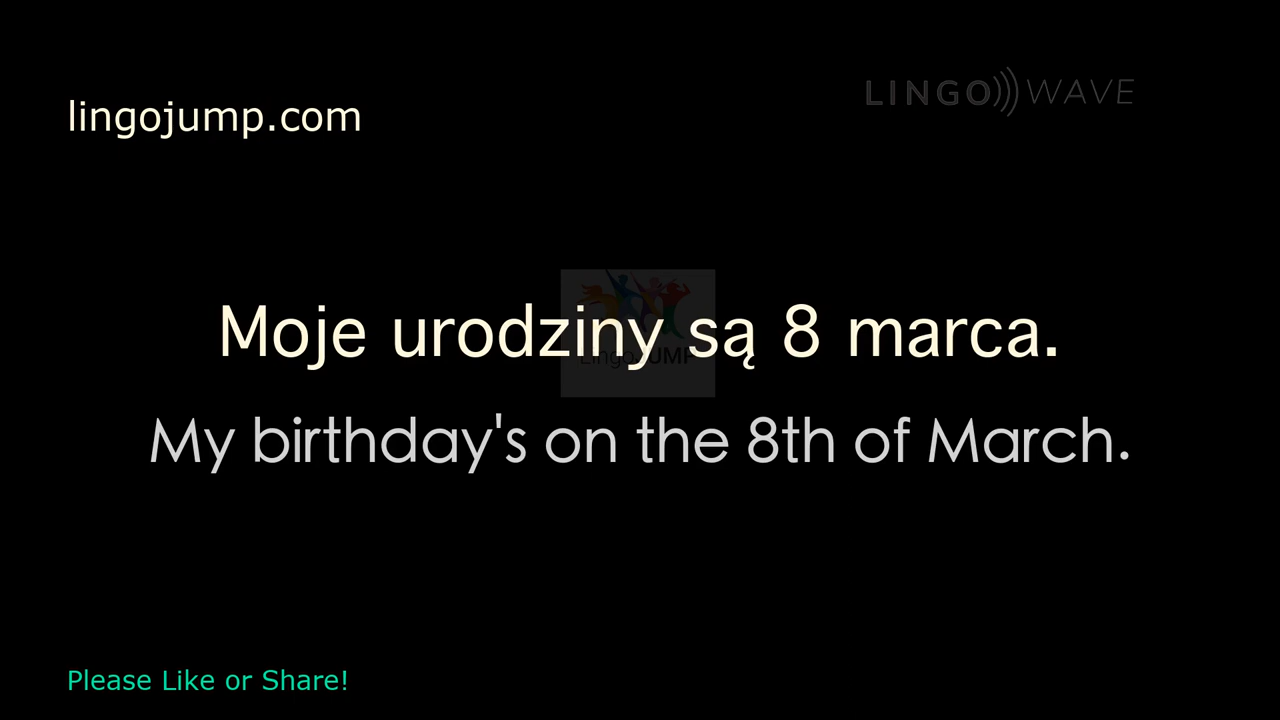 lingojump.com
LINGO WAVE
Moje urodziny są 8 marca.
LingoJUMP
My birthday's on the 8th of March.
Please Like or Share!